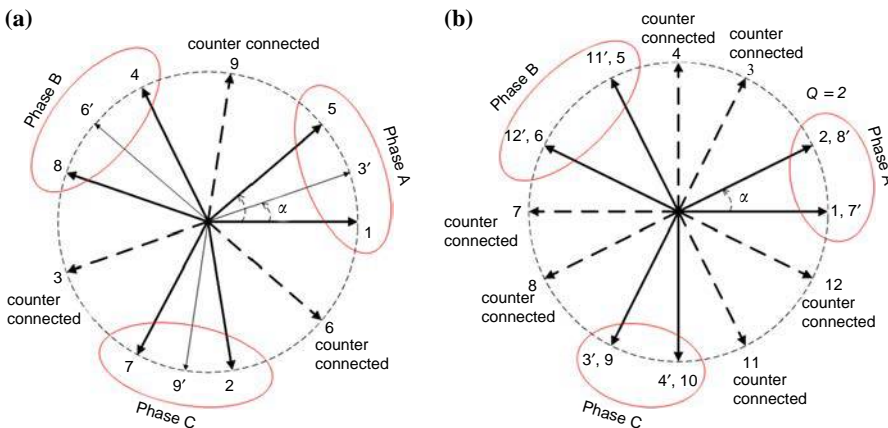 (a)
counter connected
9
4
5
Phase B
6′
Phase A
3′
8
α
1
3
counter
connected
6
counter
connected
7
9′
2
Phase C
(b)
counter
connected
4
counter
connected
3
11′, 5
Phase B
Q = 2
12′, 6
2, 8′
Phase A
α
7
counter
connected
1, 7′
8
counter
connected
12
counter
connected
3′, 9
4′, 10
11
counter
connected
Phase C